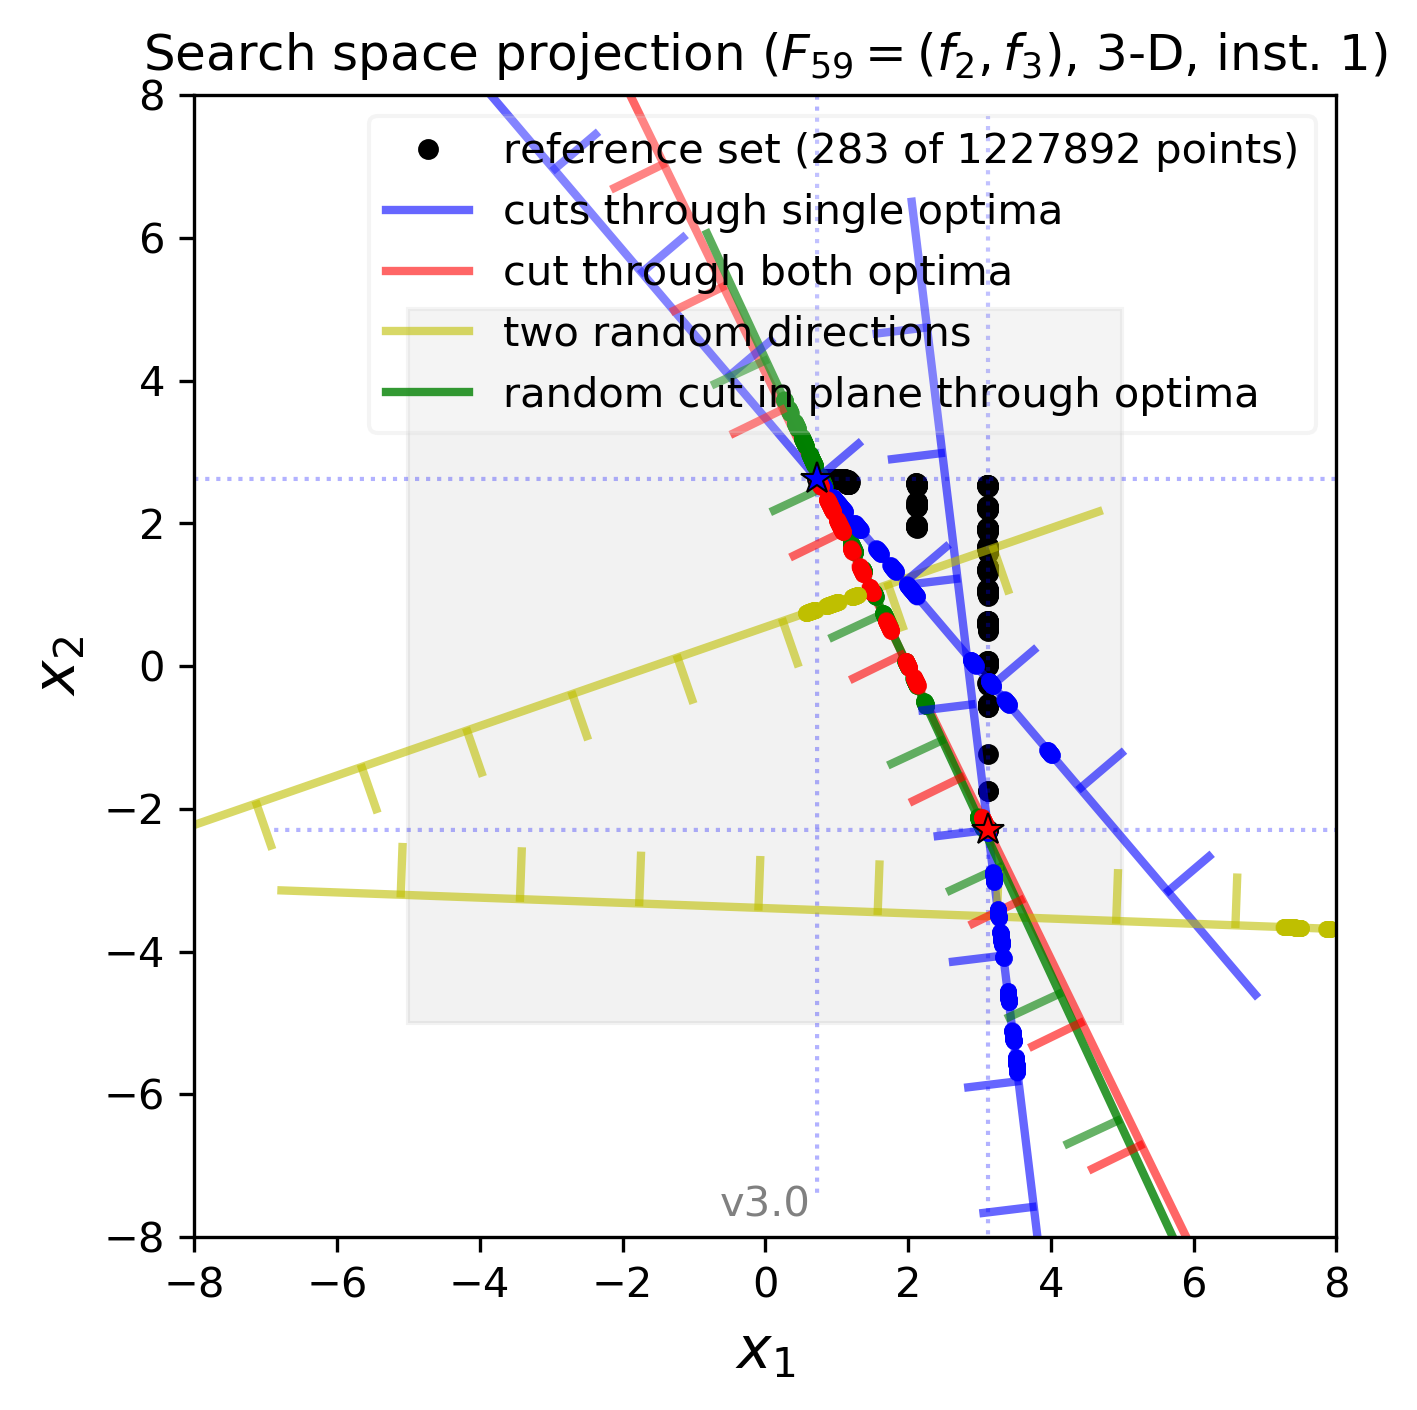 Search space projection (F₅₉ = (f₂, f₃), 3-D, inst. 1)
reference set (283 of 1227892 points)
cuts through single optima
cut through both optima
two random directions
random cut in plane through optima
8
6
4
2
0
−2
−4
−6
−8
x₂
v3.0
−8 −6 −4 −2 0 2 4 6 8
x₁